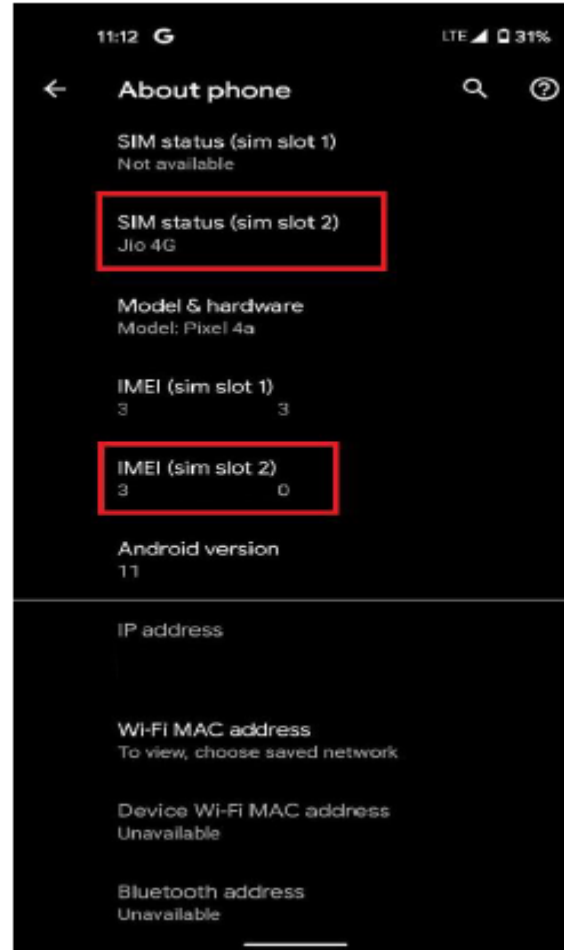 11:12 G LTE 31%
About phone
SIM status (sim slot 1)
Not available
SIM status (sim slot 2)
Jio 4G
Model & hardware
Model: Pixel 4a
IMEI (sim slot 1)
3 3
IMEI (sim slot 2)
3 0
Android version
11
IP address
Wi-Fi MAC address
To view, choose saved network
Device Wi-Fi MAC address
Unavailable
Bluetooth address
Unavailable